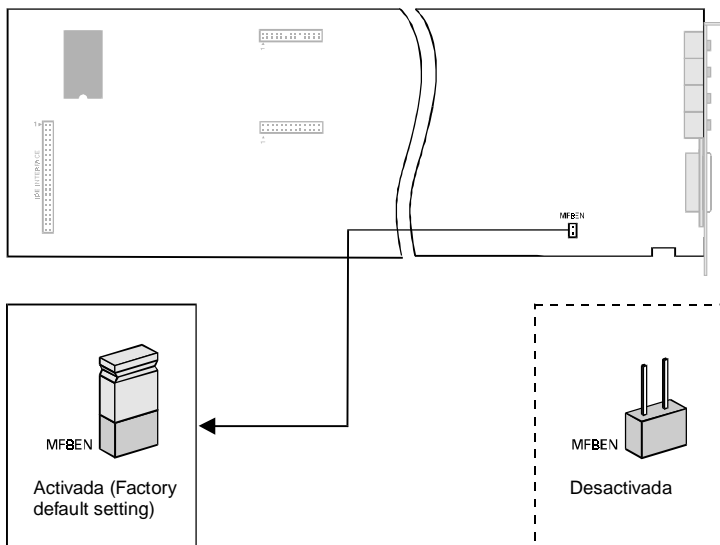 IDE INTERFACE
MFBEN
MFBEN
Activada (Factory
default setting)
MFBEN
Desactivada